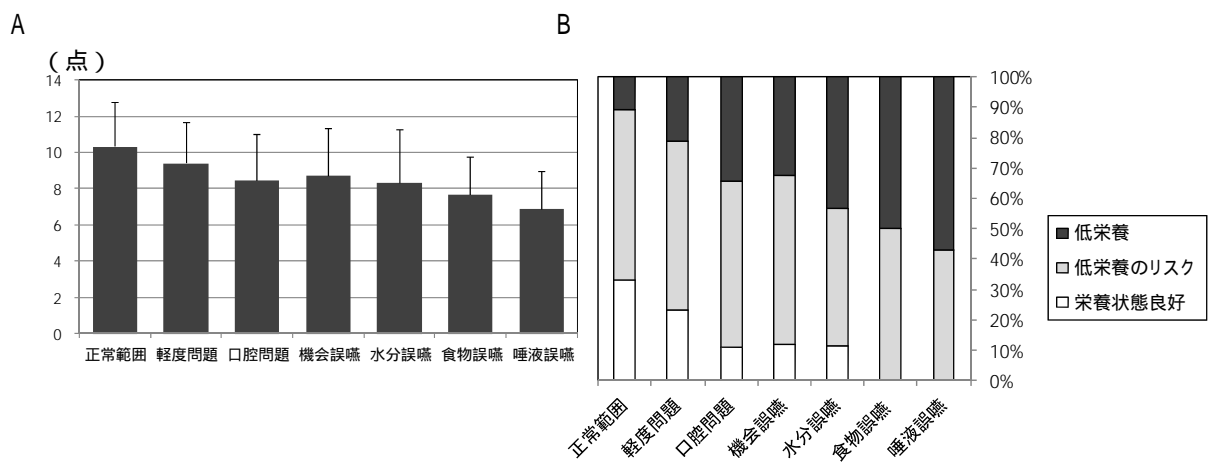 A
B
（点）
14
12
10
8
6
4
2
0
正常範囲 軽度問題 口腔問題 機会誤嚥 水分誤嚥 食物誤嚥 唾液誤嚥
100%
90%
80%
70%
60%
50%
40%
30%
20%
10%
0%
正常範囲
軽度問題
口腔問題
機会誤嚥
水分誤嚥
食物誤嚥
唾液誤嚥
低栄養
低栄養のリスク
栄養状態良好